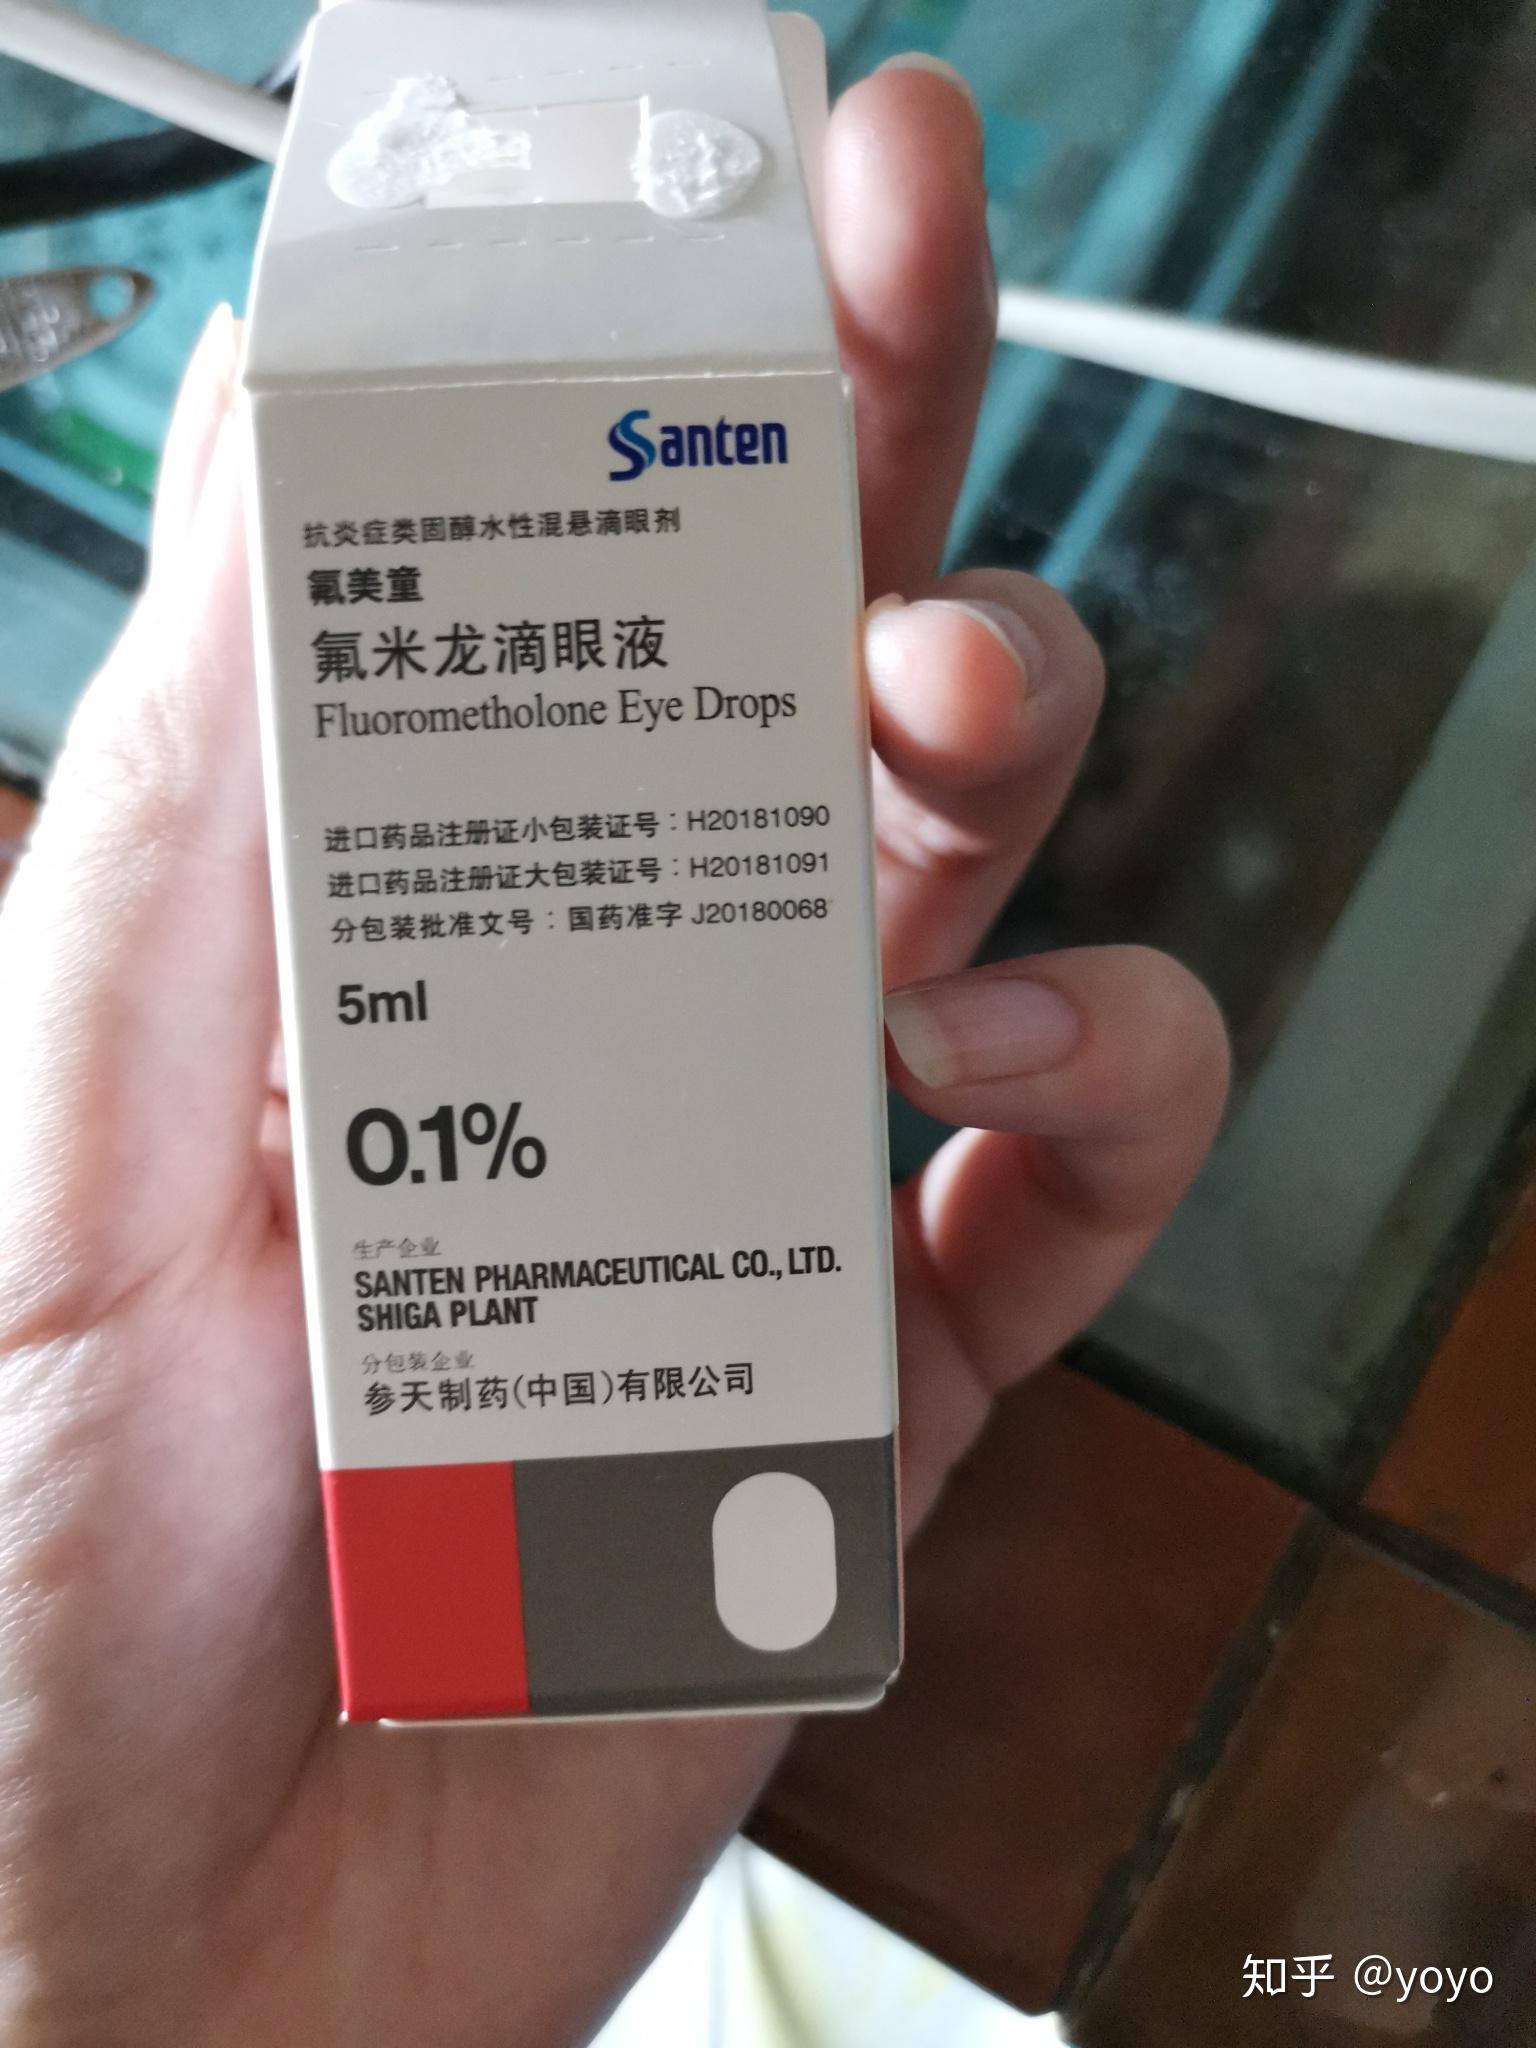 Santen
抗炎症类固醇水性混悬滴眼剂
氟美童
氟米龙滴眼液
Fluorometholone Eye Drops
进口药品注册证小包装证号：H20181090
进口药品注册证大包装证号：H20181091
分包装批准文号：国药准字 J20180068
5ml
0.1%
生产企业
SANTEN PHARMACEUTICAL CO., LTD.
SHIGA PLANT
分包装企业
参天制药(中国)有限公司
知乎 @yoyo